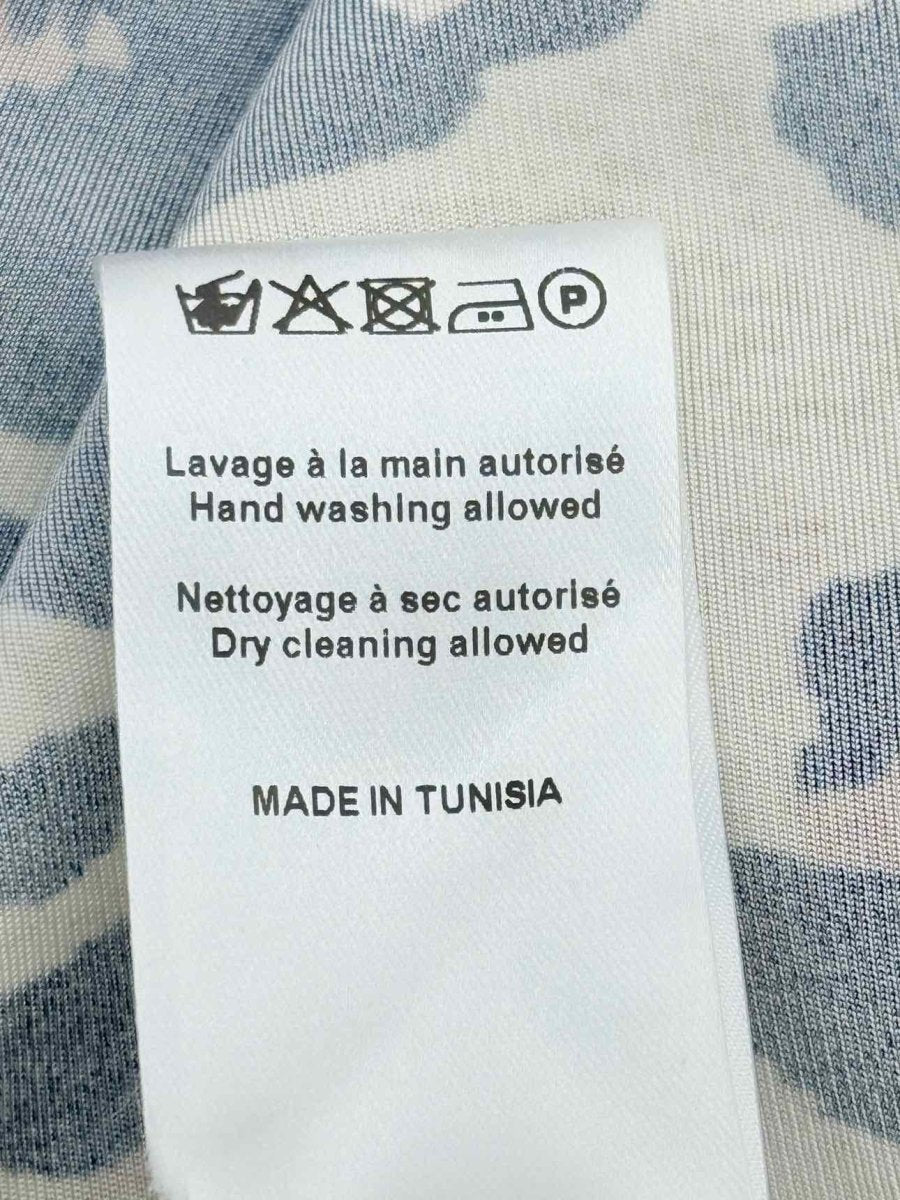 P
Lavage à la main autorisé
Hand washing allowed
Nettoyage à sec autorisé
Dry cleaning allowed
MADE IN TUNISIA